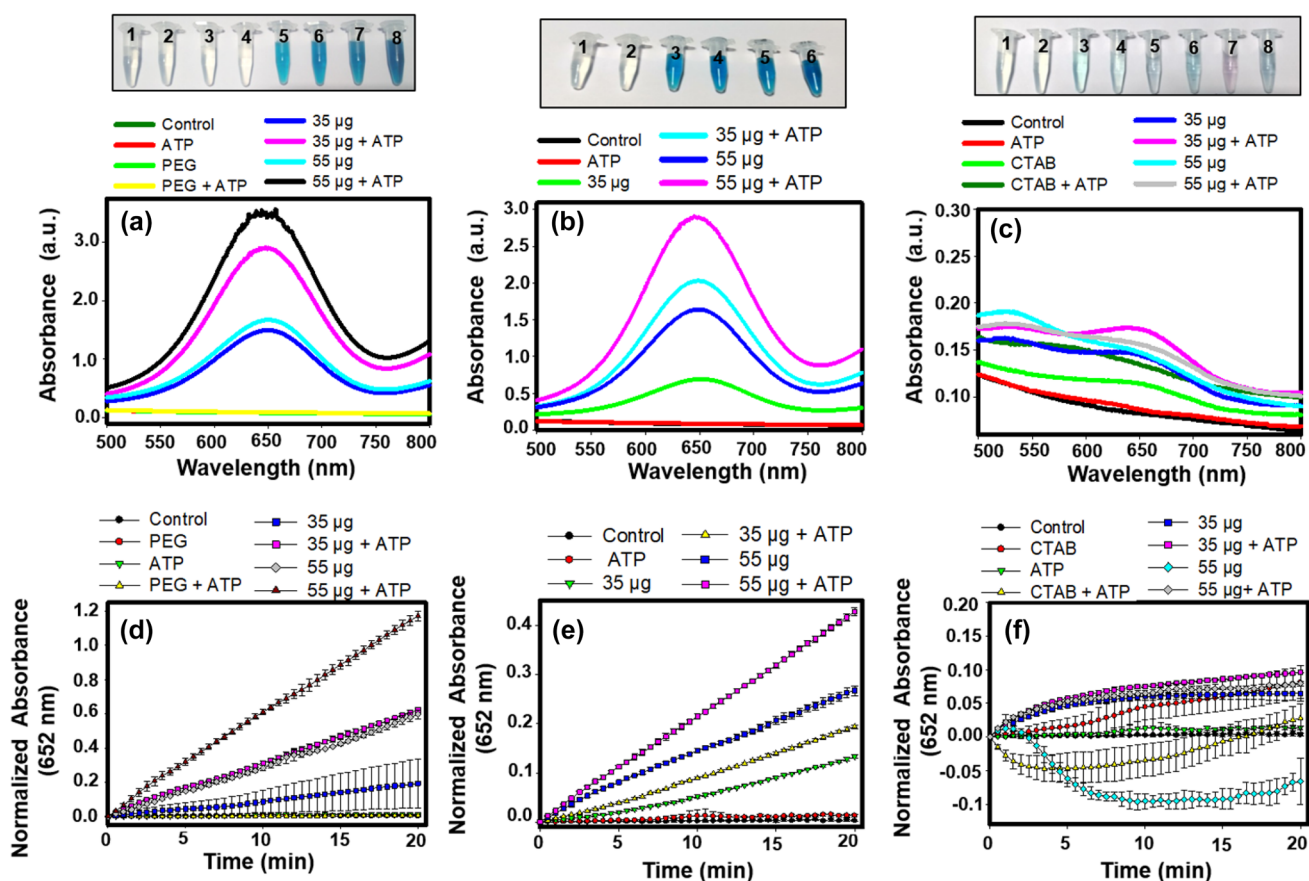 1 2 3 4 5 6 7 8
Control
ATP
PEG
PEG + ATP
35 µg
35 µg + ATP
55 µg
55 µg + ATP
(a)
Absorbance (a.u.)
3.0
2.0
1.0
0.0
500 550 600 650 700 750 800
Wavelength (nm)
1 2 3 4 5 6
Control
ATP
35 µg
35 µg + ATP
55 µg
55 µg + ATP
(b)
Absorbance (a.u.)
3.0
2.5
2.0
1.5
1.0
0.5
0.0
500 550 600 650 700 750 800
Wavelength (nm)
1 2 3 4 5 6 7 8
Control
ATP
CTAB
CTAB + ATP
35 µg
35 µg + ATP
55 µg
55 µg + ATP
(c)
Absorbance (a.u.)
0.30
0.25
0.20
0.15
0.10
500 550 600 650 700 750 800
Wavelength (nm)
Control
PEG
ATP
PEG + ATP
35 µg
35 µg + ATP
55 µg
55 µg + ATP
(d)
Normalized Absorbance
(652 nm)
1.2
1.0
0.8
0.6
0.4
0.2
0.0
0 5 10 15 20
Time (min)
Control
ATP
35 µg
35 µg + ATP
55 µg
55 µg + ATP
(e)
Normalized Absorbance
(652 nm)
0.4
0.3
0.2
0.1
0.0
0 5 10 15 20
Time (min)
Control
CTAB
ATP
CTAB + ATP
35 µg
35 µg + ATP
55 µg
55 µg+ ATP
(f)
Normalized Absorbance
(652 nm)
0.20
0.15
0.10
0.05
0.00
-0.05
-0.1
0 5 10 15 20
Time (min)